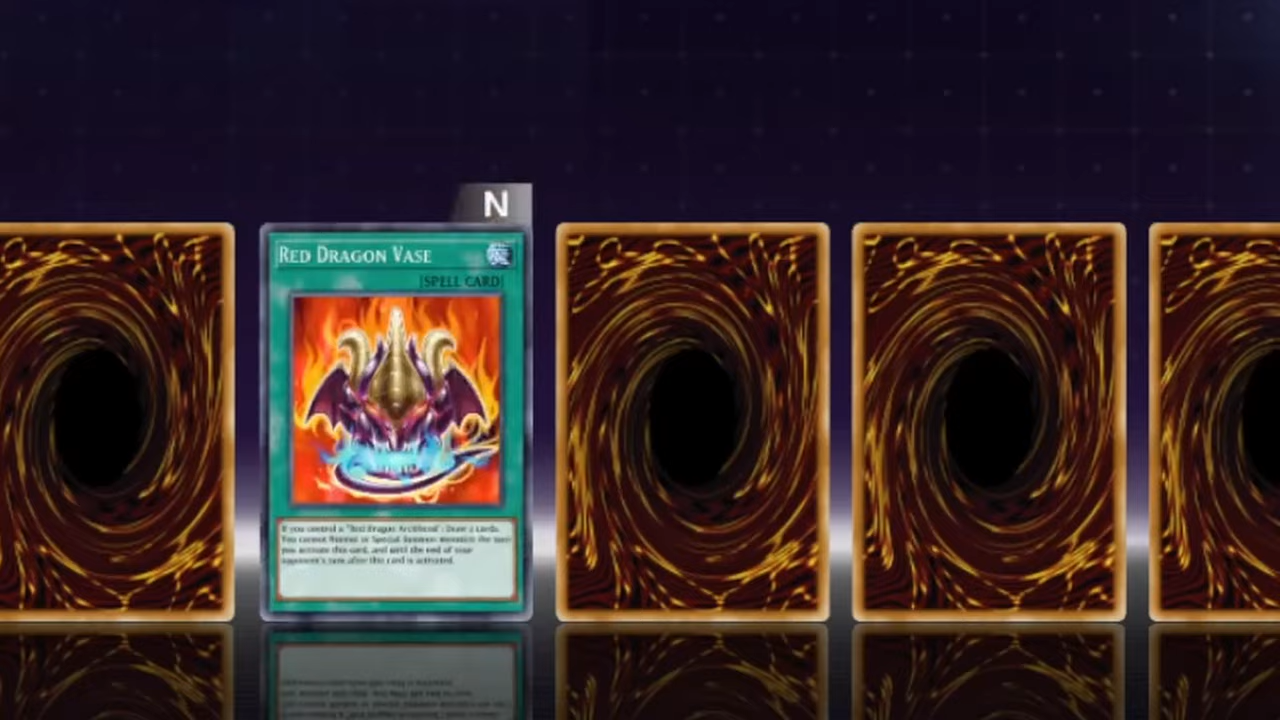 N
RED DRAGON VASE
[SPELL CARD]
If you control a "Red Dragon Archfiend": Draw 2 cards.
You cannot Normal or Special Summon monsters the turn
you activate this card, and until the end of your
opponent's turn after this card is activated.